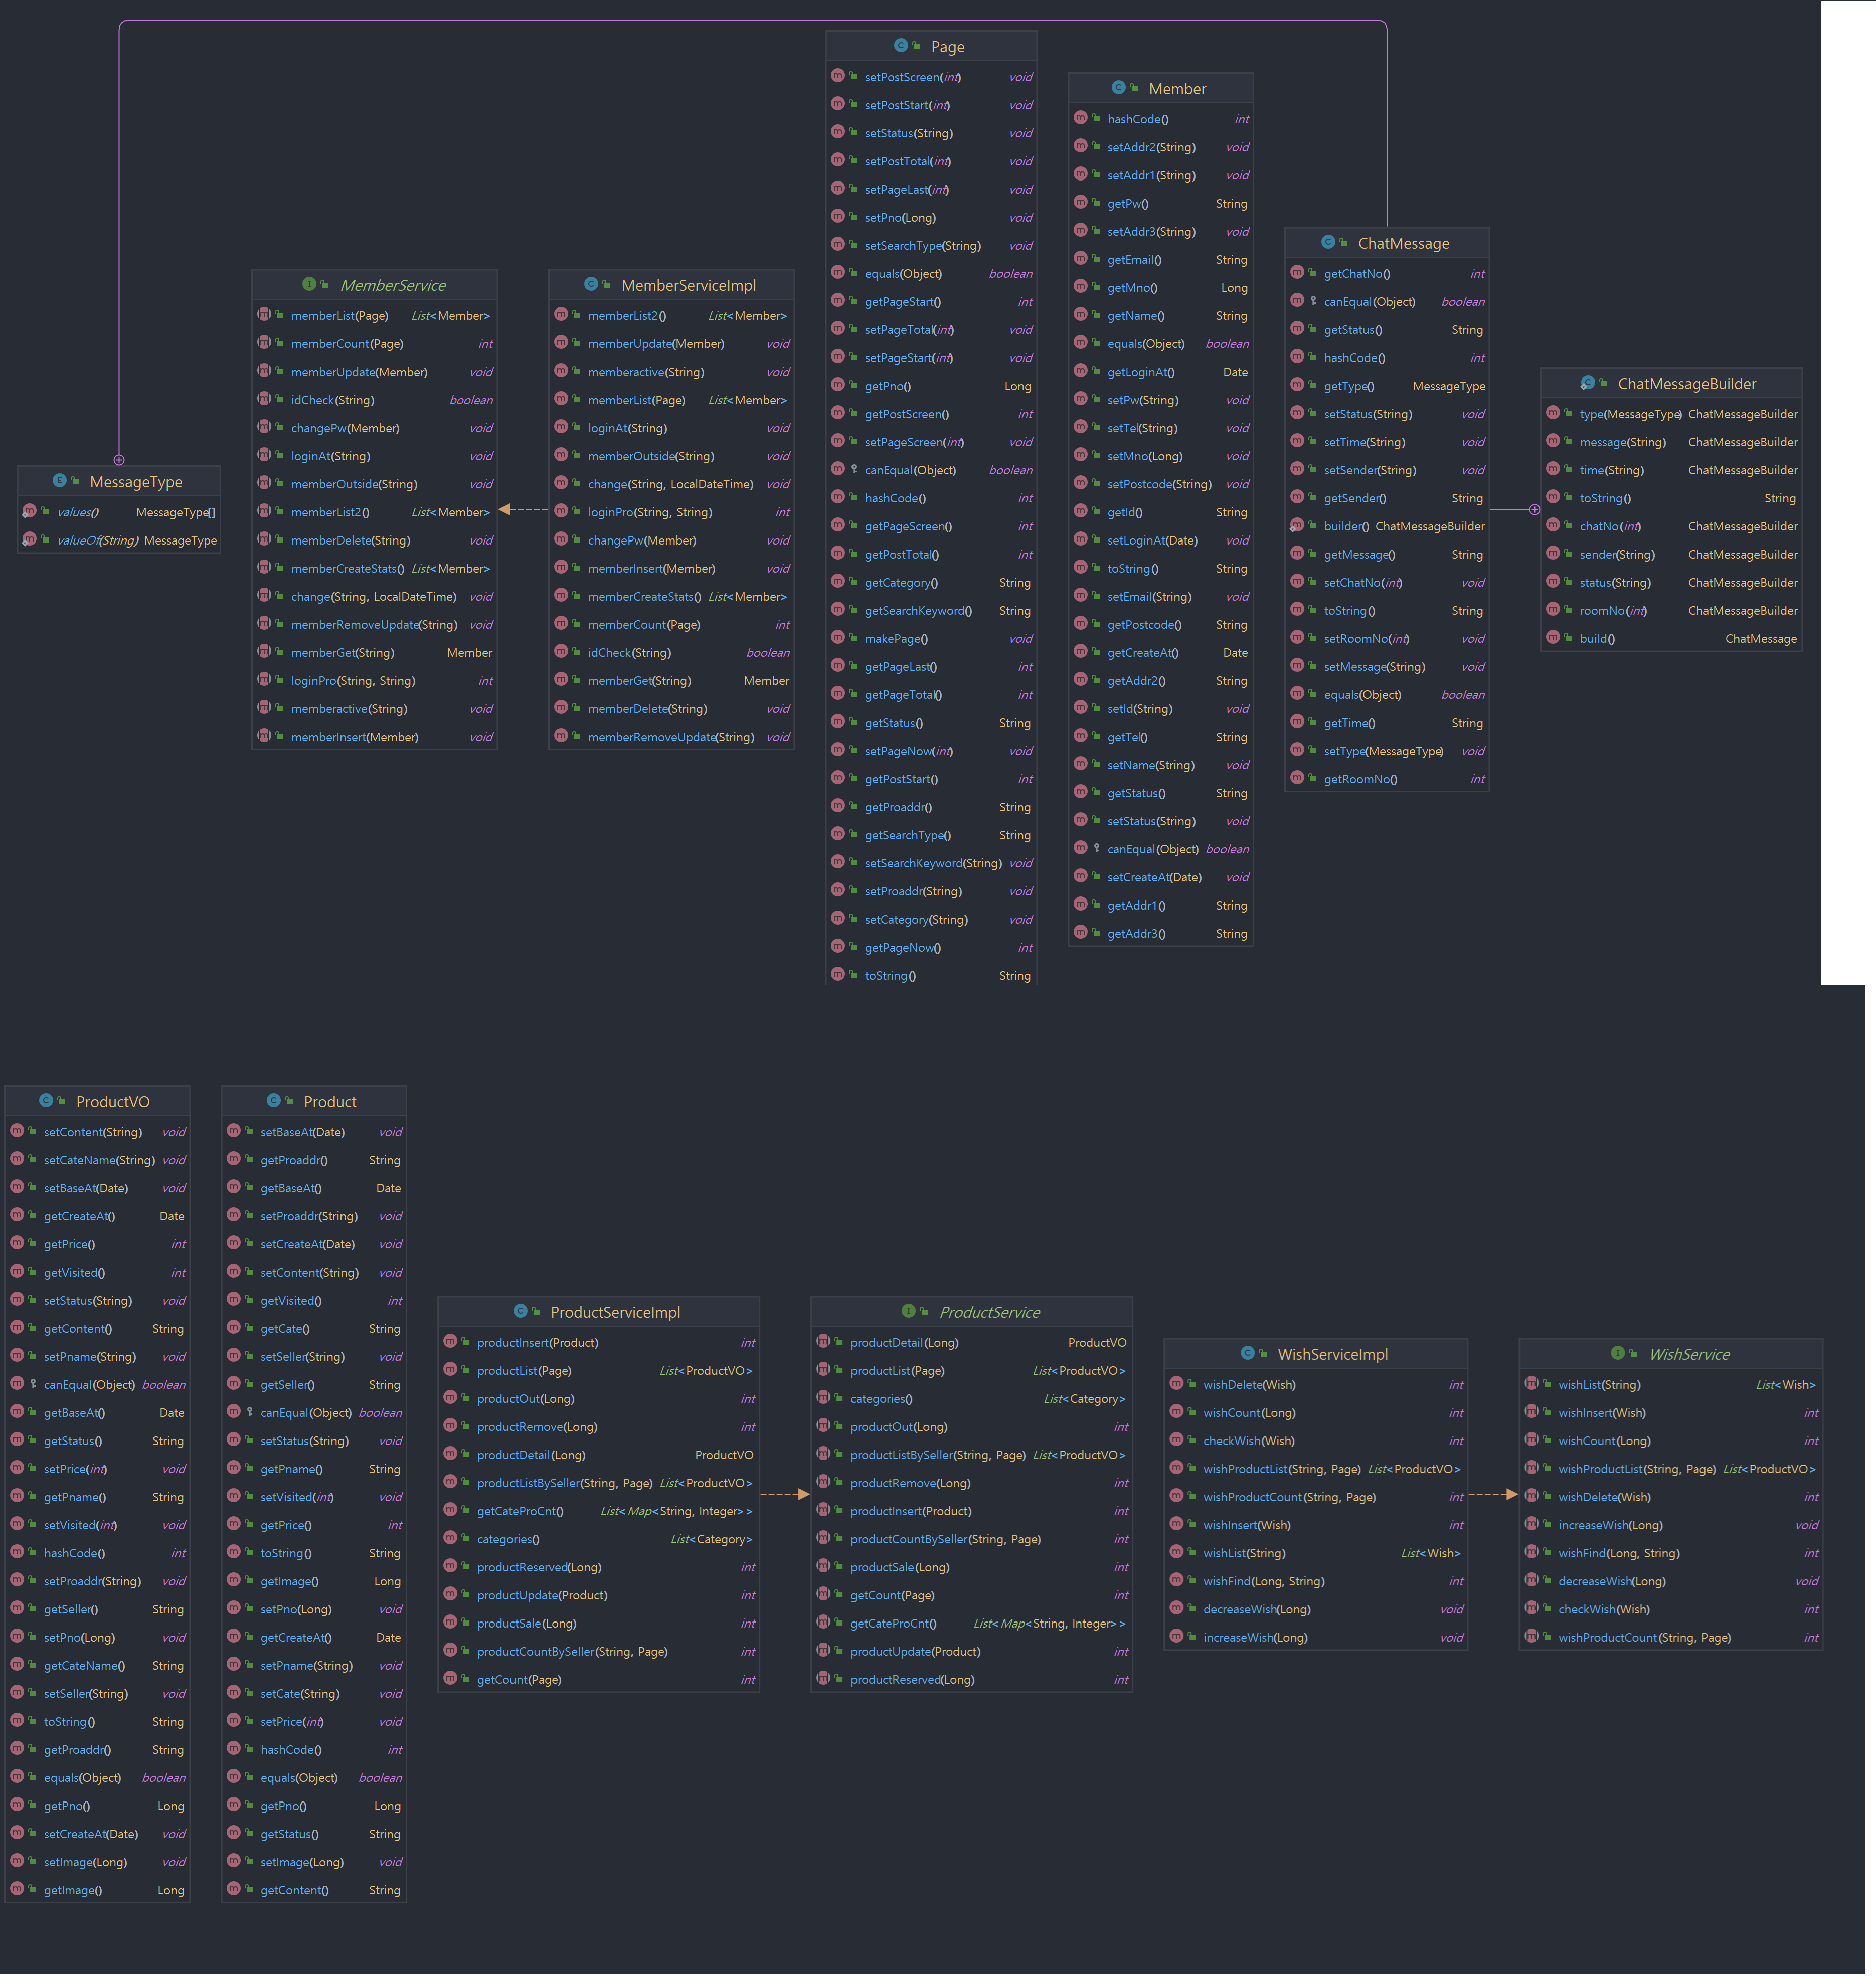 MessageType
values() MessageType[]
valueOf(String) MessageType
MemberService
memberList(Page) List<Member>
memberCount(Page) int
memberUpdate(Member) void
idCheck(String) boolean
changePw(Member) void
loginAt(String) void
memberOutside(String) void
memberList2() List<Member>
memberDelete(String) void
memberCreateStats() List<Member>
change(String, LocalDateTime) void
memberRemoveUpdate(String) void
memberGet(String) Member
loginPro(String, String) int
memberactive(String) void
memberInsert(Member) void
MemberServiceImpl
memberList2() List<Member>
memberUpdate(Member) void
memberactive(String) void
memberList(Page) List<Member>
loginAt(String) void
memberOutside(String) void
change(String, LocalDateTime) void
loginPro(String, String) int
changePw(Member) void
memberInsert(Member) void
memberCreateStats() List<Member>
memberCount(Page) int
idCheck(String) boolean
memberGet(String) Member
memberDelete(String) void
memberRemoveUpdate(String) void
Page
setPostScreen(int) void
setPostStart(int) void
setStatus(String) void
setPostTotal(int) void
setPageLast(int) void
setPno(Long) void
setSearchType(String) void
equals(Object) boolean
getPageStart() int
setPageTotal(int) void
setPageStart(int) void
getPno() Long
getPostScreen() int
setPageScreen(int) void
canEqual(Object) boolean
hashCode() int
getPageScreen() int
getPostTotal() int
getCategory() String
getSearchKeyword() String
makePage() void
getPageLast() int
getPageTotal() int
getStatus() String
setPageNow(int) void
getPostStart() int
getProaddr() String
getSearchType() String
setSearchKeyword(String) void
setProaddr(String) void
setCategory(String) void
getPageNow() int
toString() String
Member
hashCode() int
setAddr2(String) void
setAddr1(String) void
getPw() String
setAddr3(String) void
getEmail() String
getMno() Long
getName() String
equals(Object) boolean
getLoginAt() Date
setPw(String) void
setTel(String) void
setMno(Long) void
setPostcode(String) void
getId() String
setLoginAt(Date) void
toString() String
setEmail(String) void
getPostcode() String
getCreateAt() Date
getAddr2() String
setId(String) void
getTel() String
setName(String) void
getStatus() String
setStatus(String) void
canEqual(Object) boolean
setCreateAt(Date) void
getAddr1() String
getAddr3() String
ChatMessage
getChatNo() int
canEqual(Object) boolean
getStatus() String
hashCode() int
getType() MessageType
setStatus(String) void
setTime(String) void
setSender(String) void
getSender() String
builder() ChatMessageBuilder
getMessage() String
setChatNo(int) void
toString() String
setRoomNo(int) void
setMessage(String) void
equals(Object) boolean
getTime() String
setType(MessageType) void
getRoomNo() int
ChatMessageBuilder
type(MessageType) ChatMessageBuilder
message(String) ChatMessageBuilder
time(String) ChatMessageBuilder
toString() String
chatNo(int) ChatMessageBuilder
sender(String) ChatMessageBuilder
status(String) ChatMessageBuilder
roomNo(int) ChatMessageBuilder
build() ChatMessage
ProductVO
setContent(String) void
setCateName(String) void
setBaseAt(Date) void
getCreateAt() Date
getPrice() int
getVisited() int
setStatus(String) void
getContent() String
setPname(String) void
canEqual(Object) boolean
getBaseAt() Date
getStatus() String
setPrice(int) void
getPname() String
setVisited(int) void
hashCode() int
setProaddr(String) void
getSeller() String
setPno(Long) void
getCateName() String
setSeller(String) void
toString() String
getProaddr() String
equals(Object) boolean
getPno() Long
setCreateAt(Date) void
setImage(Long) void
getImage() Long
Product
setBaseAt(Date) void
getProaddr() String
getBaseAt() Date
setProaddr(String) void
setCreateAt(Date) void
setContent(String) void
getVisited() int
getCate() String
setSeller(String) void
getSeller() String
canEqual(Object) boolean
setStatus(String) void
getPname() String
setVisited(int) void
getPrice() int
toString() String
getImage() Long
setPno(Long) void
getCreateAt() Date
setPname(String) void
setCate(String) void
setPrice(int) void
hashCode() int
equals(Object) boolean
getPno() Long
getStatus() String
setImage(Long) void
getContent() String
ProductServiceImpl
productInsert(Product) int
productList(Page) List<ProductVO>
productOut(Long) int
productRemove(Long) int
productDetail(Long) ProductVO
productListBySeller(String, Page) List<ProductVO>
getCateProCnt() List<Map<String, Integer>>
categories() List<Category>
productReserved(Long) int
productUpdate(Product) int
productSale(Long) int
productCountBySeller(String, Page) int
getCount(Page) int
ProductService
productDetail(Long) ProductVO
productList(Page) List<ProductVO>
categories() List<Category>
productOut(Long) int
productListBySeller(String, Page) List<ProductVO>
productRemove(Long) int
productInsert(Product) int
productCountBySeller(String, Page) int
productSale(Long) int
getCount(Page) int
getCateProCnt() List<Map<String, Integer>>
productUpdate(Product) int
productReserved(Long) int
WishServiceImpl
wishDelete(Wish) int
wishCount(Long) int
checkWish(Wish) int
wishProductList(String, Page) List<ProductVO>
wishProductCount(String, Page) int
wishInsert(Wish) int
wishList(String) List<Wish>
wishFind(Long, String) int
decreaseWish(Long) void
increaseWish(Long) void
WishService
wishList(String) List<Wish>
wishInsert(Wish) int
wishCount(Long) int
wishProductList(String, Page) List<ProductVO>
wishDelete(Wish) int
increaseWish(Long) void
wishFind(Long, String) int
decreaseWish(Long) void
checkWish(Wish) int
wishProductCount(String, Page) int